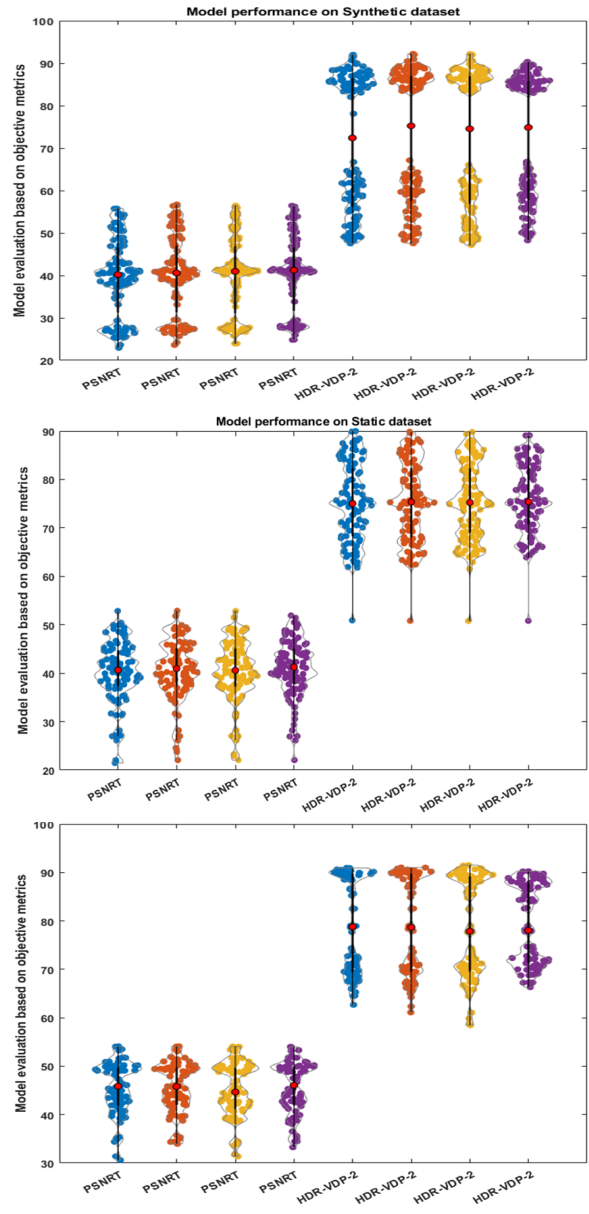 Model performance on Synthetic dataset
Model evaluation based on objective metrics
100
90
80
70
60
50
40
30
20
PSNRT
PSNRT
PSNRT
PSNRT
HDR-VDP-2
HDR-VDP-2
HDR-VDP-2
HDR-VDP-2
Model performance on Static dataset
Model evaluation based on objective metrics
90
80
70
60
50
40
30
20
PSNRT
PSNRT
PSNRT
PSNRT
HDR-VDP-2
HDR-VDP-2
HDR-VDP-2
HDR-VDP-2
Model evaluation based on objective metrics
100
90
80
70
60
50
40
30
PSNRT
PSNRT
PSNRT
PSNRT
HDR-VDP-2
HDR-VDP-2
HDR-VDP-2
HDR-VDP-2